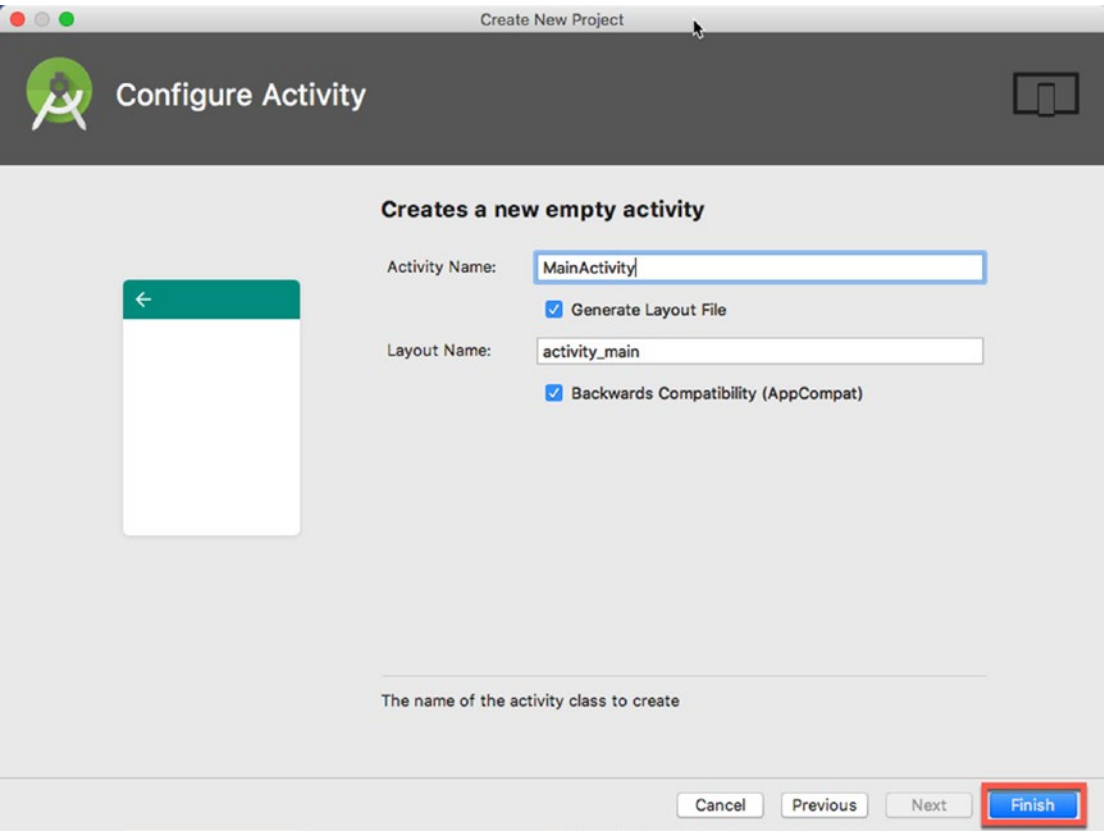 Create New Project
Configure Activity
Creates a new empty activity
Activity Name: MainActivity
Generate Layout File
Layout Name: activity_main
Backwards Compatibility (AppCompat)
The name of the activity class to create
Cancel Previous Next Finish